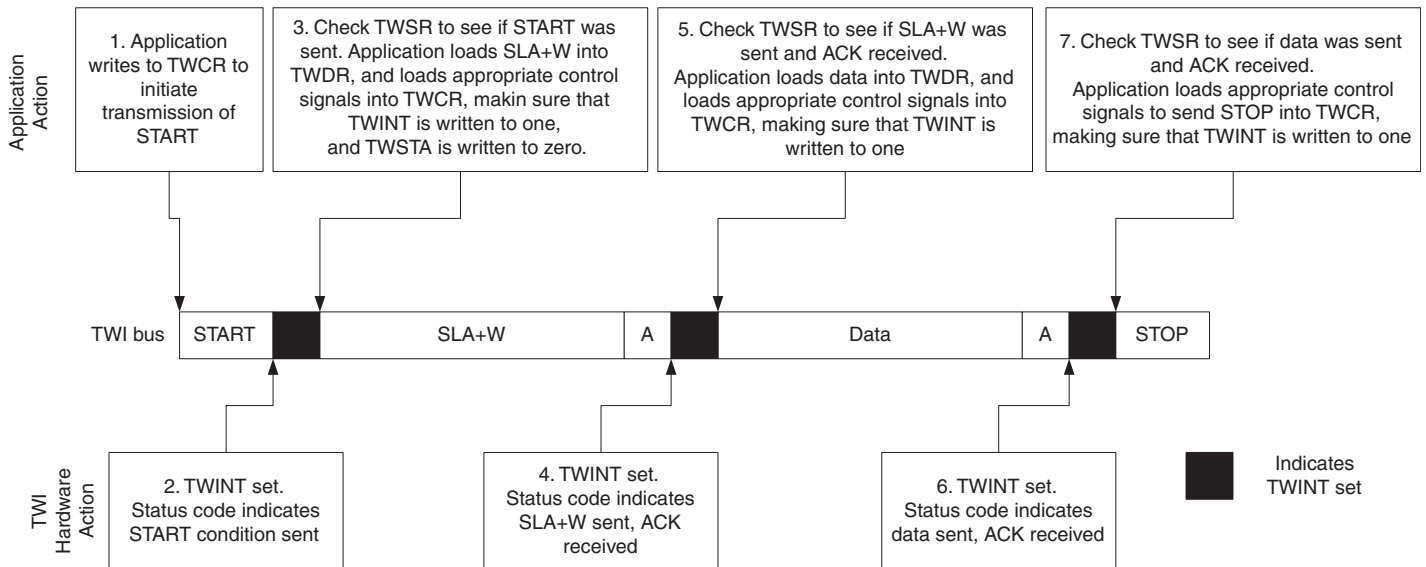 Application
Action
1. Application
writes to TWCR to
initiate
transmission of
START
3. Check TWSR to see if START was
sent. Application loads SLA+W into
TWDR, and loads appropriate control
signals into TWCR, makin sure that
TWINT is written to one,
and TWSTA is written to zero.
5. Check TWSR to see if SLA+W was
sent and ACK received.
Application loads data into TWDR, and
loads appropriate control signals into
TWCR, making sure that TWINT is
written to one
7. Check TWSR to see if data was sent
and ACK received.
Application loads appropriate control
signals to send STOP into TWCR,
making sure that TWINT is written to one
TWI bus
START
SLA+W
A
Data
A
STOP
TWI
Hardware
Action
2. TWINT set.
Status code indicates
START condition sent
4. TWINT set.
Status code indicates
SLA+W sent, ACK
received
6. TWINT set.
Status code indicates
data sent, ACK received
Indicates
TWINT set